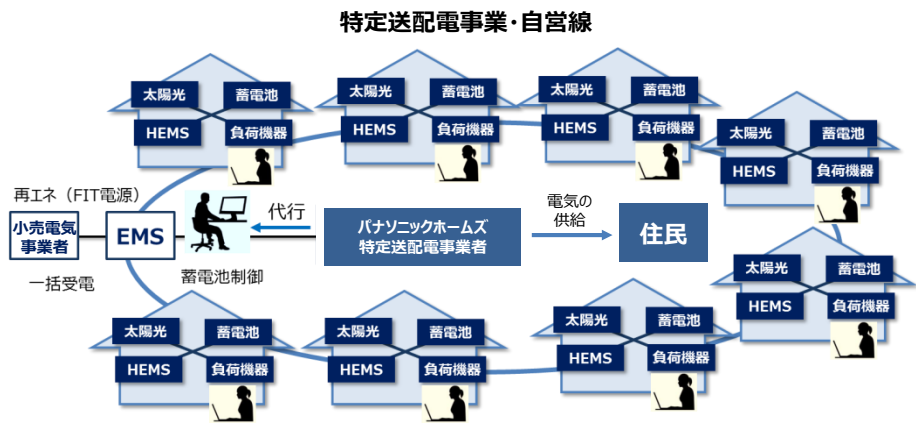 特定送配電事業・自営線
太陽光
蓄電池
HEMS
負荷機器
太陽光
蓄電池
HEMS
負荷機器
太陽光
蓄電池
HEMS
負荷機器
太陽光
蓄電池
HEMS
負荷機器
再エネ（FIT電源）
小売電気
事業者
一括受電
EMS
蓄電池制御
代行
パナソニックホームズ
特定送配電事業者
電気の
供給
住民
太陽光
蓄電池
HEMS
負荷機器
太陽光
蓄電池
HEMS
負荷機器
太陽光
蓄電池
HEMS
負荷機器
太陽光
蓄電池
HEMS
負荷機器